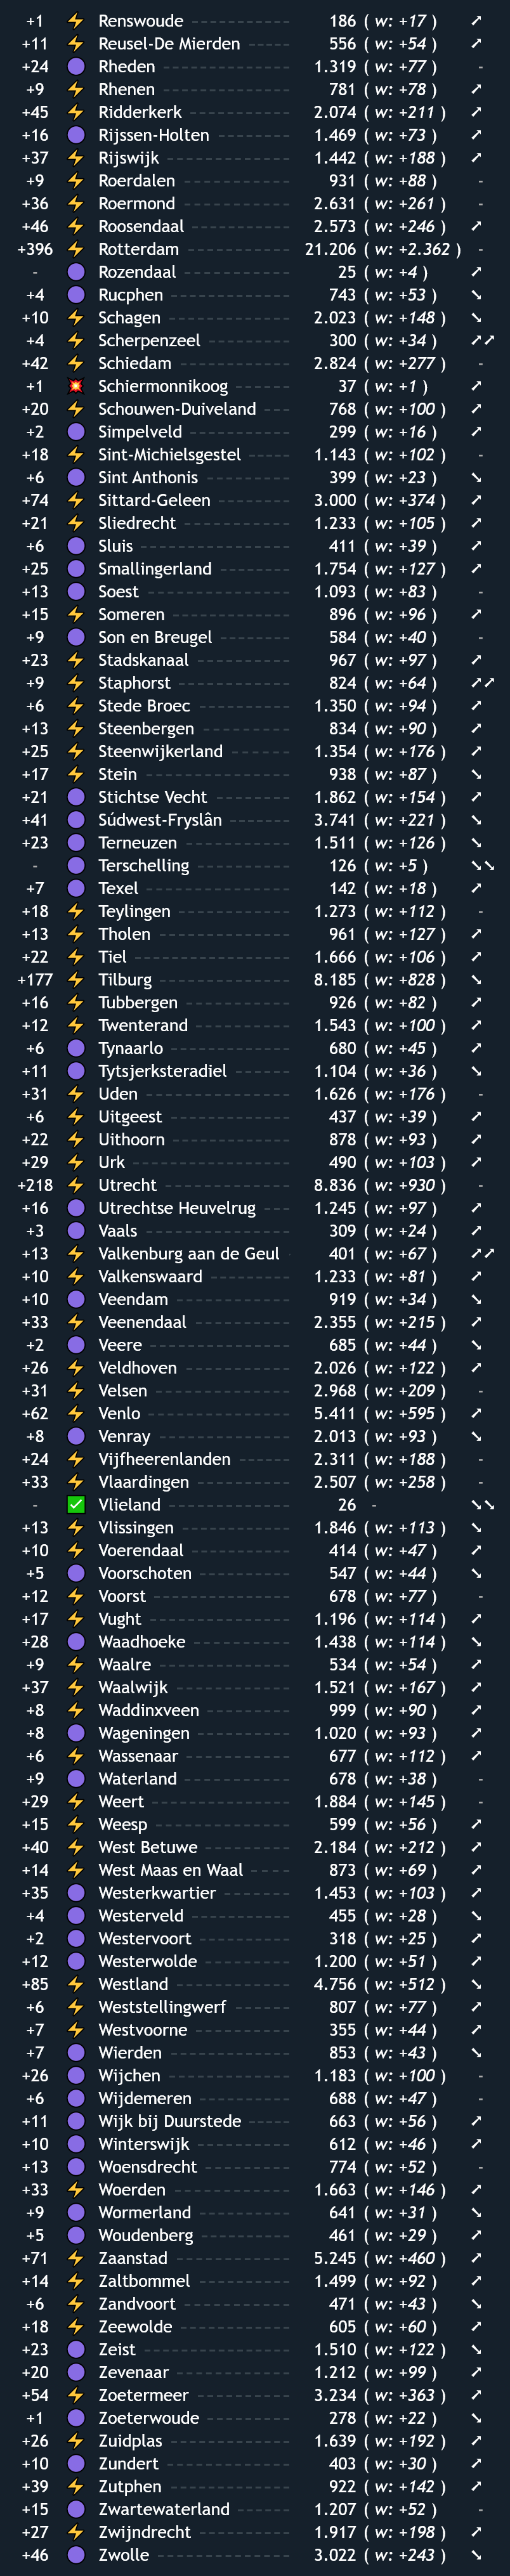 +1 ⚡ Renswoude 186 ( w: +17 ) ➚
+11 ⚡ Reusel-De Mierden 556 ( w: +54 ) ➚
+24 🟣 Rheden 1.319 ( w: +77 ) -
+9 ⚡ Rhenen 781 ( w: +78 ) ➚
+45 ⚡ Ridderkerk 2.074 ( w: +211 ) ➚
+16 🟣 Rijssen-Holten 1.469 ( w: +73 ) ➚
+37 ⚡ Rijswijk 1.442 ( w: +188 ) ➚
+9 ⚡ Roerdalen 931 ( w: +88 ) -
+36 ⚡ Roermond 2.631 ( w: +261 ) -
+46 ⚡ Roosendaal 2.573 ( w: +246 ) ➚
+396 ⚡ Rotterdam 21.206 ( w: +2.362 ) -
- 🟣 Rozendaal 25 ( w: +4 ) ➚
+4 🟣 Rucphen 743 ( w: +53 ) ➘
+10 ⚡ Schagen 2.023 ( w: +148 ) ➘
+4 ⚡ Scherpenzeel 300 ( w: +34 ) ➚➚
+42 ⚡ Schiedam 2.824 ( w: +277 ) -
+1 💥 Schiermonnikoog 37 ( w: +1 ) ➚
+20 ⚡ Schouwen-Duiveland 768 ( w: +100 ) ➚
+2 🟣 Simpelveld 299 ( w: +16 ) ➚
+18 ⚡ Sint-Michielsgestel 1.143 ( w: +102 ) -
+6 🟣 Sint Anthonis 399 ( w: +23 ) ➘
+74 ⚡ Sittard-Geleen 3.000 ( w: +374 ) ➚
+21 ⚡ Sliedrecht 1.233 ( w: +105 ) ➚
+6 🟣 Sluis 411 ( w: +39 ) ➚
+25 🟣 Smallingerland 1.754 ( w: +127 ) ➚
+13 🟣 Soest 1.093 ( w: +83 ) -
+15 ⚡ Someren 896 ( w: +96 ) ➚
+9 🟣 Son en Breugel 584 ( w: +40 ) -
+23 ⚡ Stadskanaal 967 ( w: +97 ) ➚
+9 ⚡ Staphorst 824 ( w: +64 ) ➚➚
+6 ⚡ Stede Broec 1.350 ( w: +94 ) ➚
+13 ⚡ Steenbergen 834 ( w: +90 ) ➚
+25 ⚡ Steenwijkerland 1.354 ( w: +176 ) ➚
+17 ⚡ Stein 938 ( w: +87 ) ➘
+21 🟣 Stichtse Vecht 1.862 ( w: +154 ) ➚
+41 🟣 Súdwest-Fryslân 3.741 ( w: +221 ) ➘
+23 🟣 Terneuzen 1.511 ( w: +126 ) ➘
- 🟣 Terschelling 126 ( w: +5 ) ➘➘
+7 🟣 Texel 142 ( w: +18 ) ➚
+18 ⚡ Teylingen 1.273 ( w: +112 ) -
+13 ⚡ Tholen 961 ( w: +127 ) ➚
+22 ⚡ Tiel 1.666 ( w: +106 ) ➚
+177 ⚡ Tilburg 8.185 ( w: +828 ) ➘
+16 ⚡ Tubbergen 926 ( w: +82 ) ➚
+12 ⚡ Twenterand 1.543 ( w: +100 ) ➚
+6 🟣 Tynaarlo 680 ( w: +45 ) ➚
+11 🟣 Tytsjerksteradiel 1.104 ( w: +36 ) ➘
+31 ⚡ Uden 1.626 ( w: +176 ) -
+6 ⚡ Uitgeest 437 ( w: +39 ) ➚
+22 ⚡ Uithoorn 878 ( w: +93 ) ➚
+29 ⚡ Urk 490 ( w: +103 ) ➚
+218 ⚡ Utrecht 8.836 ( w: +930 ) -
+16 🟣 Utrechtse Heuvelrug 1.245 ( w: +97 ) ➚
+3 🟣 Vaals 309 ( w: +24 ) ➚
+13 ⚡ Valkenburg aan de Geul 401 ( w: +67 ) ➚➚
+10 ⚡ Valkenswaard 1.233 ( w: +81 ) ➚
+10 🟣 Veendam 919 ( w: +34 ) ➘
+33 ⚡ Veenendaal 2.355 ( w: +215 ) ➚
+2 🟣 Veere 685 ( w: +44 ) ➘
+26 ⚡ Veldhoven 2.026 ( w: +122 ) ➚
+31 ⚡ Velsen 2.968 ( w: +209 ) -
+62 ⚡ Venlo 5.411 ( w: +595 ) ➚
+8 🟣 Venray 2.013 ( w: +93 ) ➘
+24 ⚡ Vijfheerenlanden 2.311 ( w: +188 ) -
+33 ⚡ Vlaardingen 2.507 ( w: +258 ) -
- ✅ Vlieland 26 - ➘➘
+13 ⚡ Vlissingen 1.846 ( w: +113 ) ➘
+10 ⚡ Voerendaal 414 ( w: +47 ) ➚
+5 🟣 Voorschoten 547 ( w: +44 ) ➘
+12 ⚡ Voorst 678 ( w: +77 ) -
+17 ⚡ Vught 1.196 ( w: +114 ) ➚
+28 🟣 Waadhoeke 1.438 ( w: +114 ) ➘
+9 ⚡ Waalre 534 ( w: +54 ) ➚
+37 ⚡ Waalwijk 1.521 ( w: +167 ) ➚
+8 ⚡ Waddinxveen 999 ( w: +90 ) ➚
+8 🟣 Wageningen 1.020 ( w: +93 ) ➚
+6 ⚡ Wassenaar 677 ( w: +112 ) ➚
+9 🟣 Waterland 678 ( w: +38 ) -
+29 ⚡ Weert 1.884 ( w: +145 ) -
+15 ⚡ Weesp 599 ( w: +56 ) ➚
+40 ⚡ West Betuwe 2.184 ( w: +212 ) ➚
+14 ⚡ West Maas en Waal 873 ( w: +69 ) ➚
+35 🟣 Westerkwartier 1.453 ( w: +103 ) ➚
+4 🟣 Westerveld 455 ( w: +28 ) ➘
+2 🟣 Westervoort 318 ( w: +25 ) ➚
+12 🟣 Westerwolde 1.200 ( w: +51 ) ➚
+85 ⚡ Westland 4.756 ( w: +512 ) ➘
+6 ⚡ Weststellingwerf 807 ( w: +77 ) ➚
+7 ⚡ Westvoorne 355 ( w: +44 ) ➚
+7 🟣 Wierden 853 ( w: +43 ) ➘
+26 🟣 Wijchen 1.183 ( w: +100 ) -
+6 🟣 Wijdemeren 688 ( w: +47 ) -
+11 🟣 Wijk bij Duurstede 663 ( w: +56 ) ➚
+10 🟣 Winterswijk 612 ( w: +46 ) ➚
+13 🟣 Woensdrecht 774 ( w: +52 ) -
+33 ⚡ Woerden 1.663 ( w: +146 ) ➚
+9 🟣 Wormerland 641 ( w: +31 ) ➘
+5 🟣 Woudenberg 461 ( w: +29 ) ➚
+71 ⚡ Zaanstad 5.245 ( w: +460 ) ➚
+14 ⚡ Zaltbommel 1.499 ( w: +92 ) ➚
+6 ⚡ Zandvoort 471 ( w: +43 ) ➘
+18 ⚡ Zeewolde 605 ( w: +60 ) ➚
+23 🟣 Zeist 1.510 ( w: +122 ) ➘
+20 🟣 Zevenaar 1.212 ( w: +99 ) ➚
+54 ⚡ Zoetermeer 3.234 ( w: +363 ) ➚
+1 🟣 Zoeterwoude 278 ( w: +22 ) ➘
+26 ⚡ Zuidplas 1.639 ( w: +192 ) ➚
+10 🟣 Zundert 403 ( w: +30 ) ➚
+39 ⚡ Zutphen 922 ( w: +142 ) ➚
+15 🟣 Zwartewaterland 1.207 ( w: +52 ) -
+27 ⚡ Zwijndrecht 1.917 ( w: +198 ) ➚
+46 🟣 Zwolle 3.022 ( w: +243 ) ➘